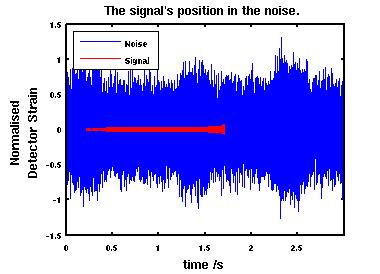 The signal's position in the noise.
Noise
Signal
Normalised
Detector Strain
1.5
1
0.5
0
-0.5
-1
-1.5
0 0.5 1 1.5 2 2.5
time /s